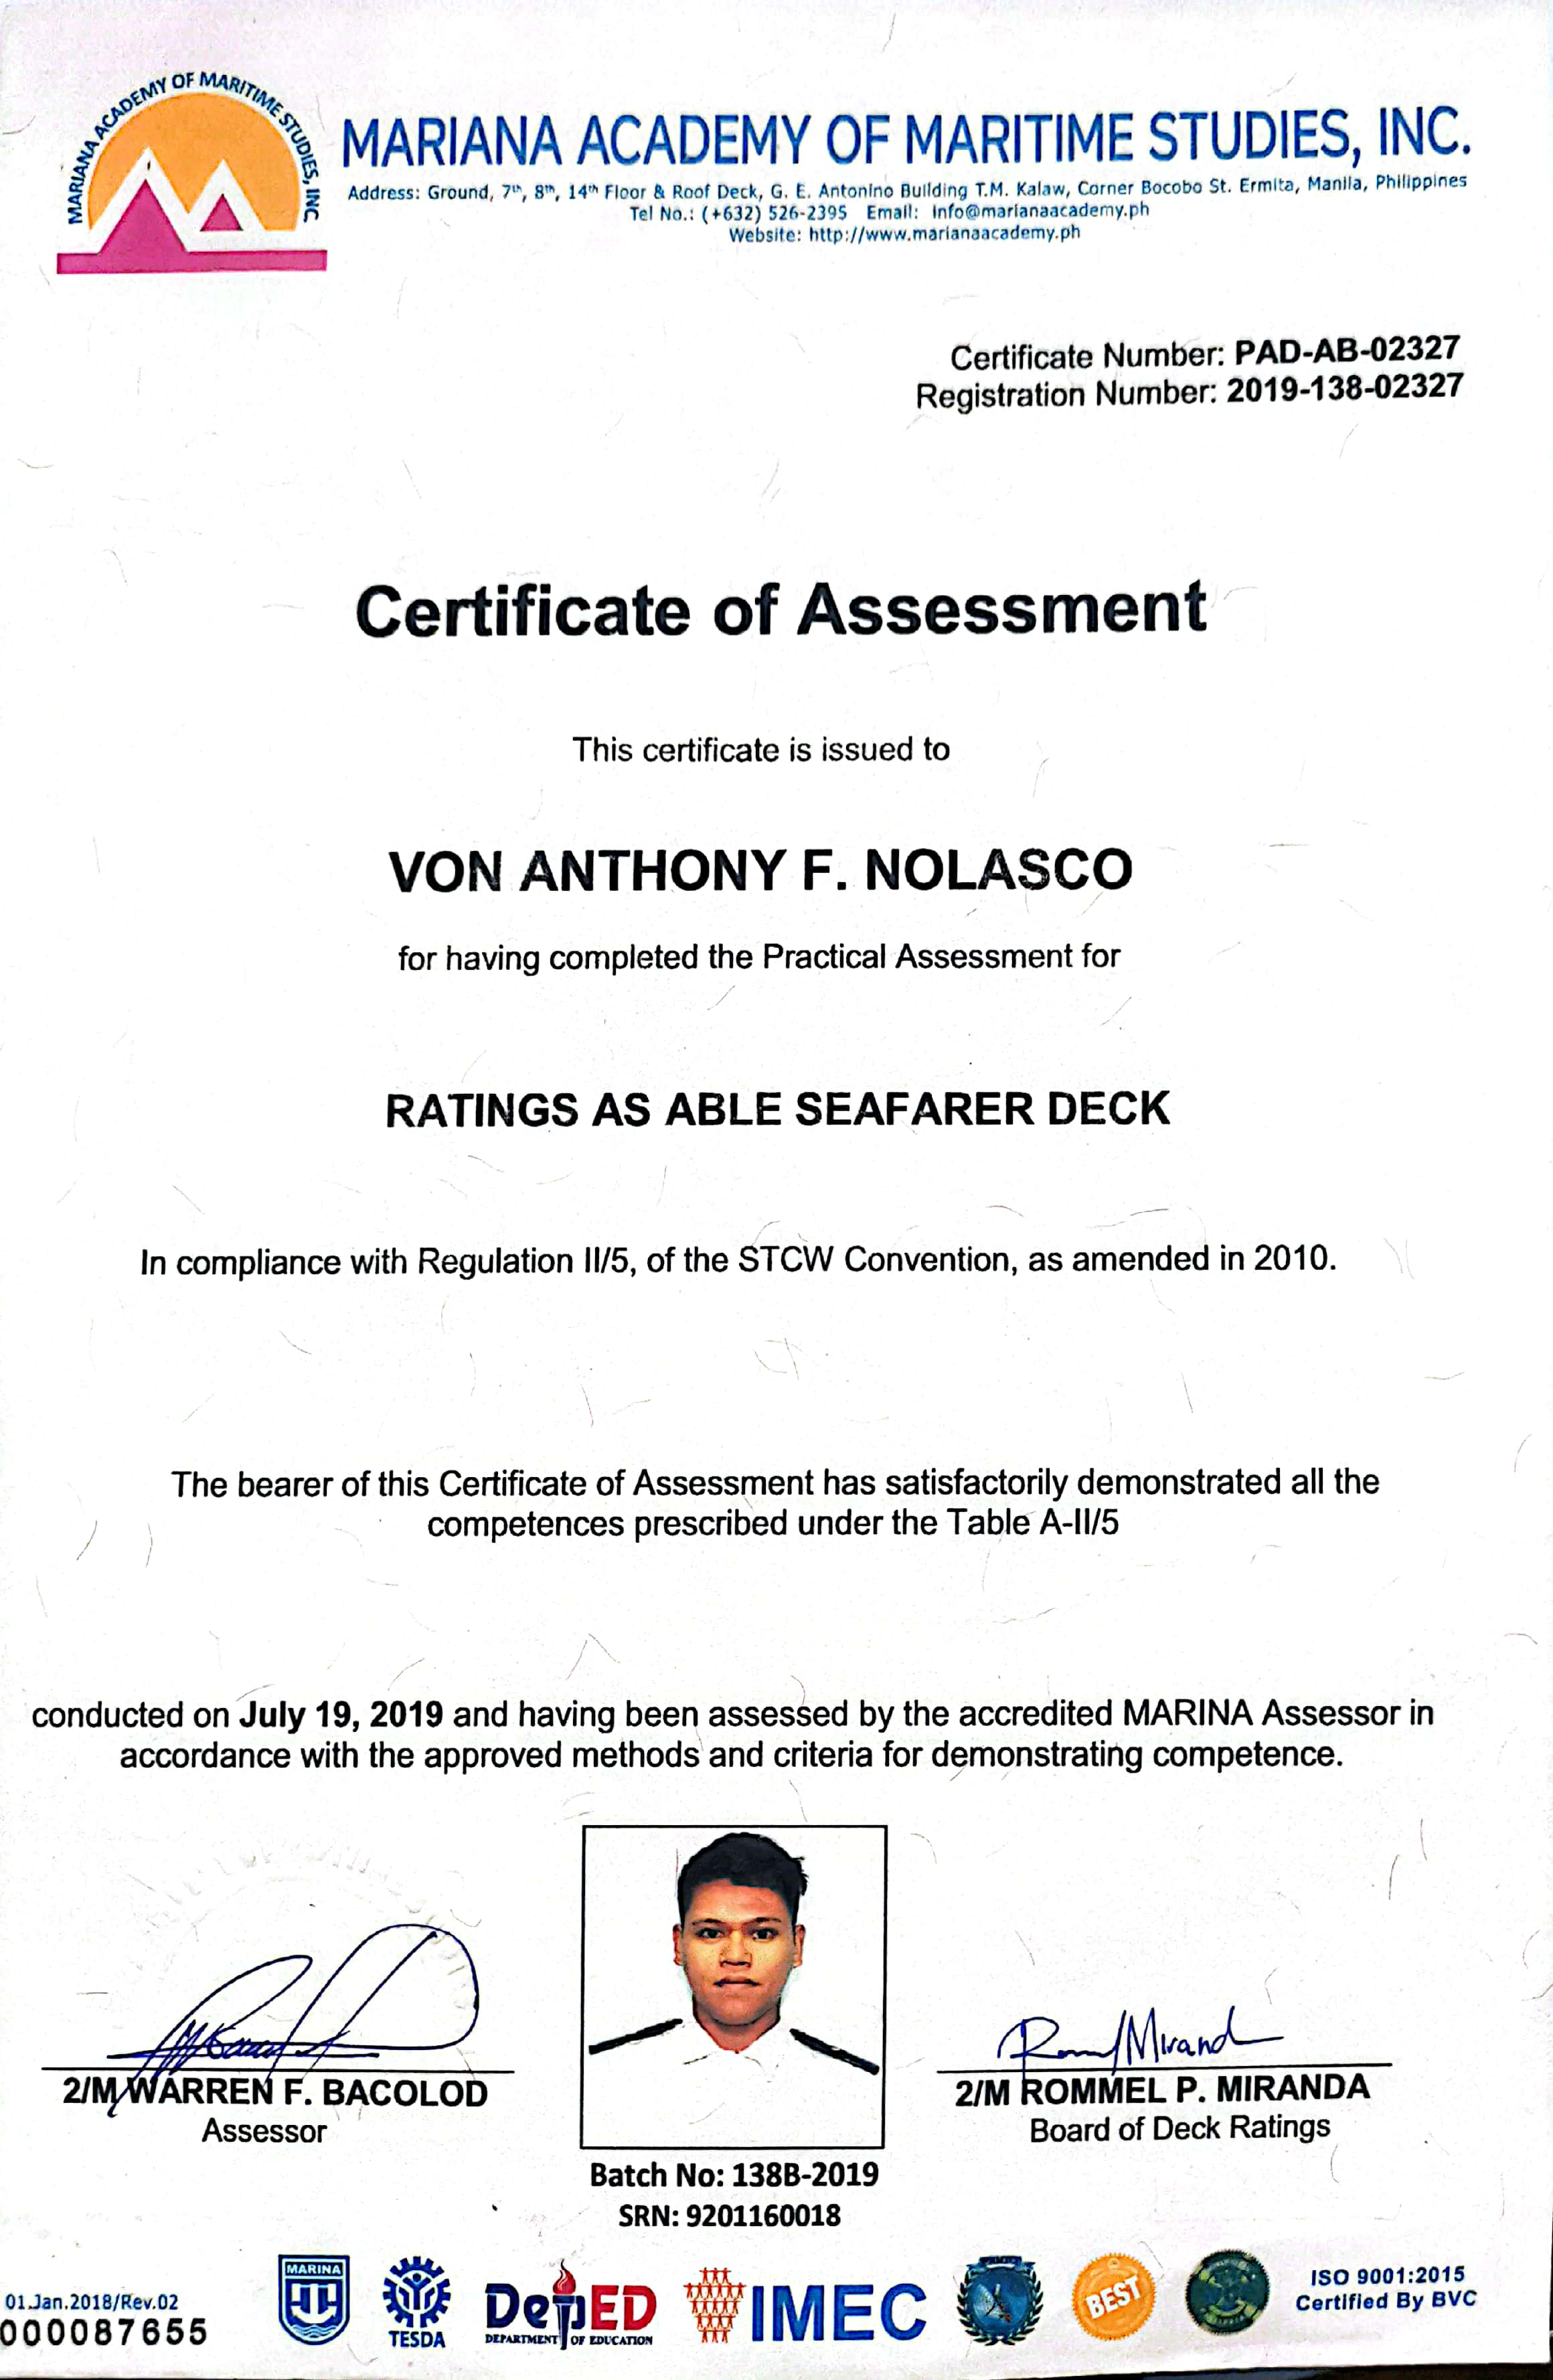 MARIANA ACADEMY OF MARITIME STUDIES, INC
MARIANA ACADEMY OF MARITIME STUDIES, INC.
Address: Ground, 7th, 8th, 14th Floor & Roof Deck, G. E. Antonino Building T.M. Kalaw, Corner Bocobo St. Ermita, Manila, Philippines
Tel No.: (+632) 526-2395 Email: info@marianaacademy.ph
Website: http://www.marianaacademy.ph
Certificate Number: PAD-AB-02327
Registration Number: 2019-138-02327
Certificate of Assessment
This certificate is issued to
VON ANTHONY F. NOLASCO
for having completed the Practical Assessment for
RATINGS AS ABLE SEAFARER DECK
In compliance with Regulation II/5, of the STCW Convention, as amended in 2010.
The bearer of this Certificate of Assessment has satisfactorily demonstrated all the
competences prescribed under the Table A-II/5
conducted on July 19, 2019 and having been assessed by the accredited MARINA Assessor in
accordance with the approved methods and criteria for demonstrating competence.
2/M WARREN F. BACOLOD
Assessor
2/M ROMMEL P. MIRANDA
Board of Deck Ratings
Batch No: 138B-2019
SRN: 9201160018
01.Jan.2018/Rev.02
000087655
MARINA
TESDA
DepED
DEPARTMENT OF EDUCATION
IMEC
BEST
ISO 9001:2015
Certified By BVC